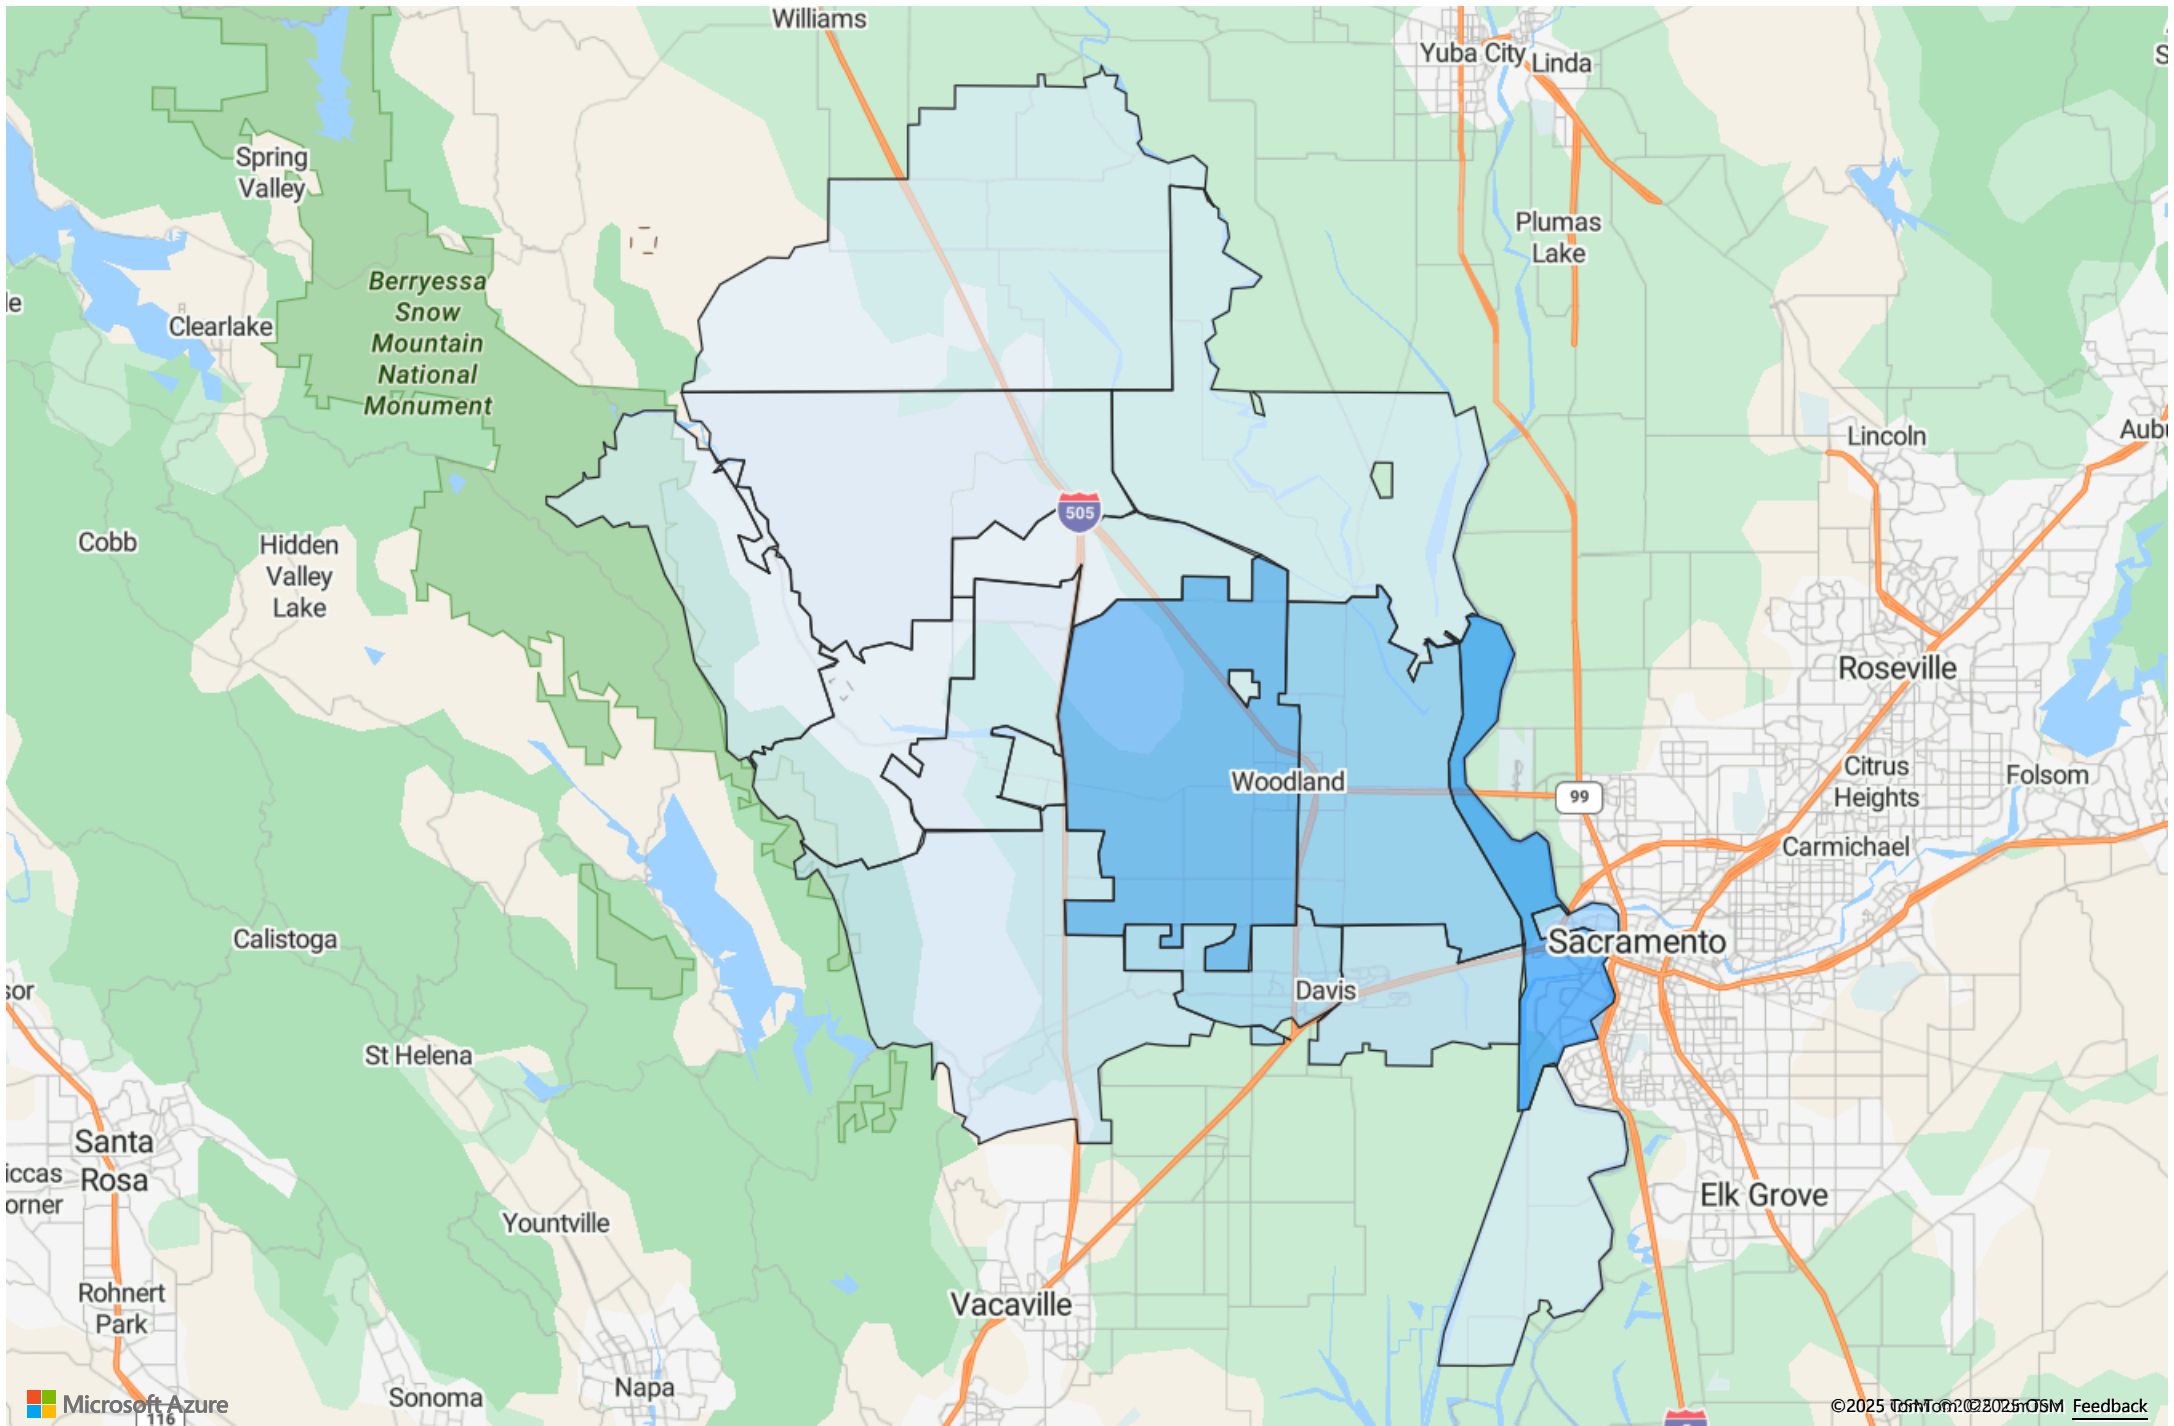 Williams
Yuba City
Linda
Spring
Valley
Plumas
Lake
Berryessa
Snow
Mountain
National
Monument
Clearlake
Lincoln
505
Cobb
Hidden
Valley
Lake
Roseville
Woodland
99
Citrus
Heights
Folsom
Carmichael
Calistoga
Sacramento
Davis
St Helena
Santa
Rosa
Elk Grove
Yountville
Rohnert
Park
Vacaville
Napa
Sonoma
Microsoft Azure
116
©2025 TomTom
Feedback